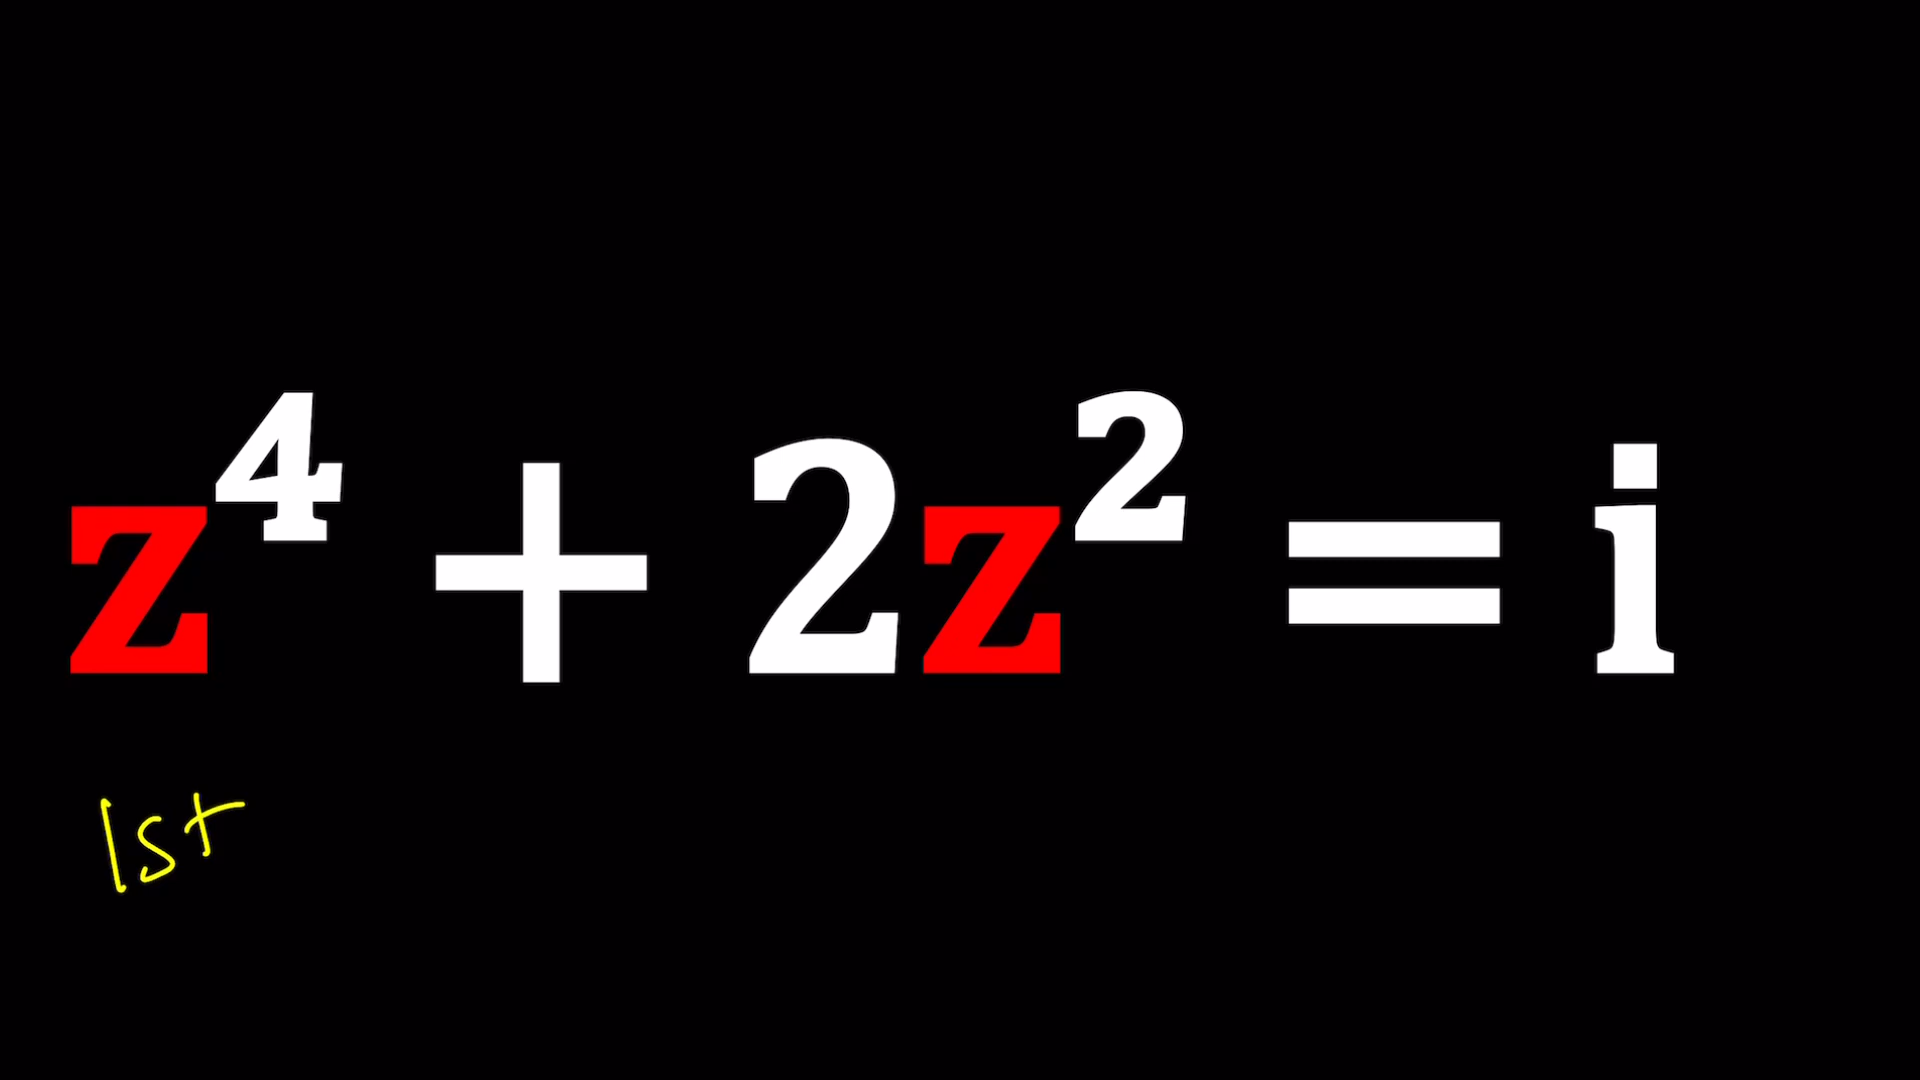 z⁴ + 2z² = i
1st